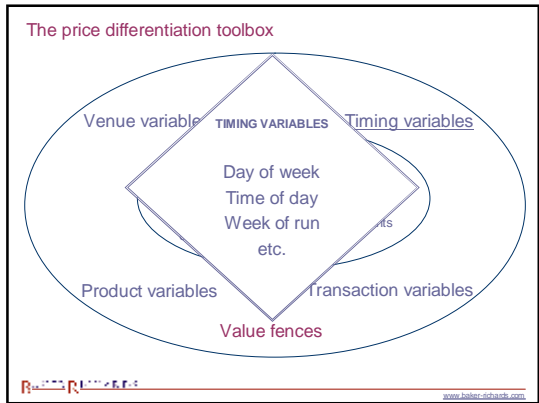 The price differentiation toolbox
Venue variable
TIMING VARIABLES
Timing variables
Day of week
Time of day
Week of run
etc.
Product variables
Transaction variables
Value fences
www.baker-richards.com